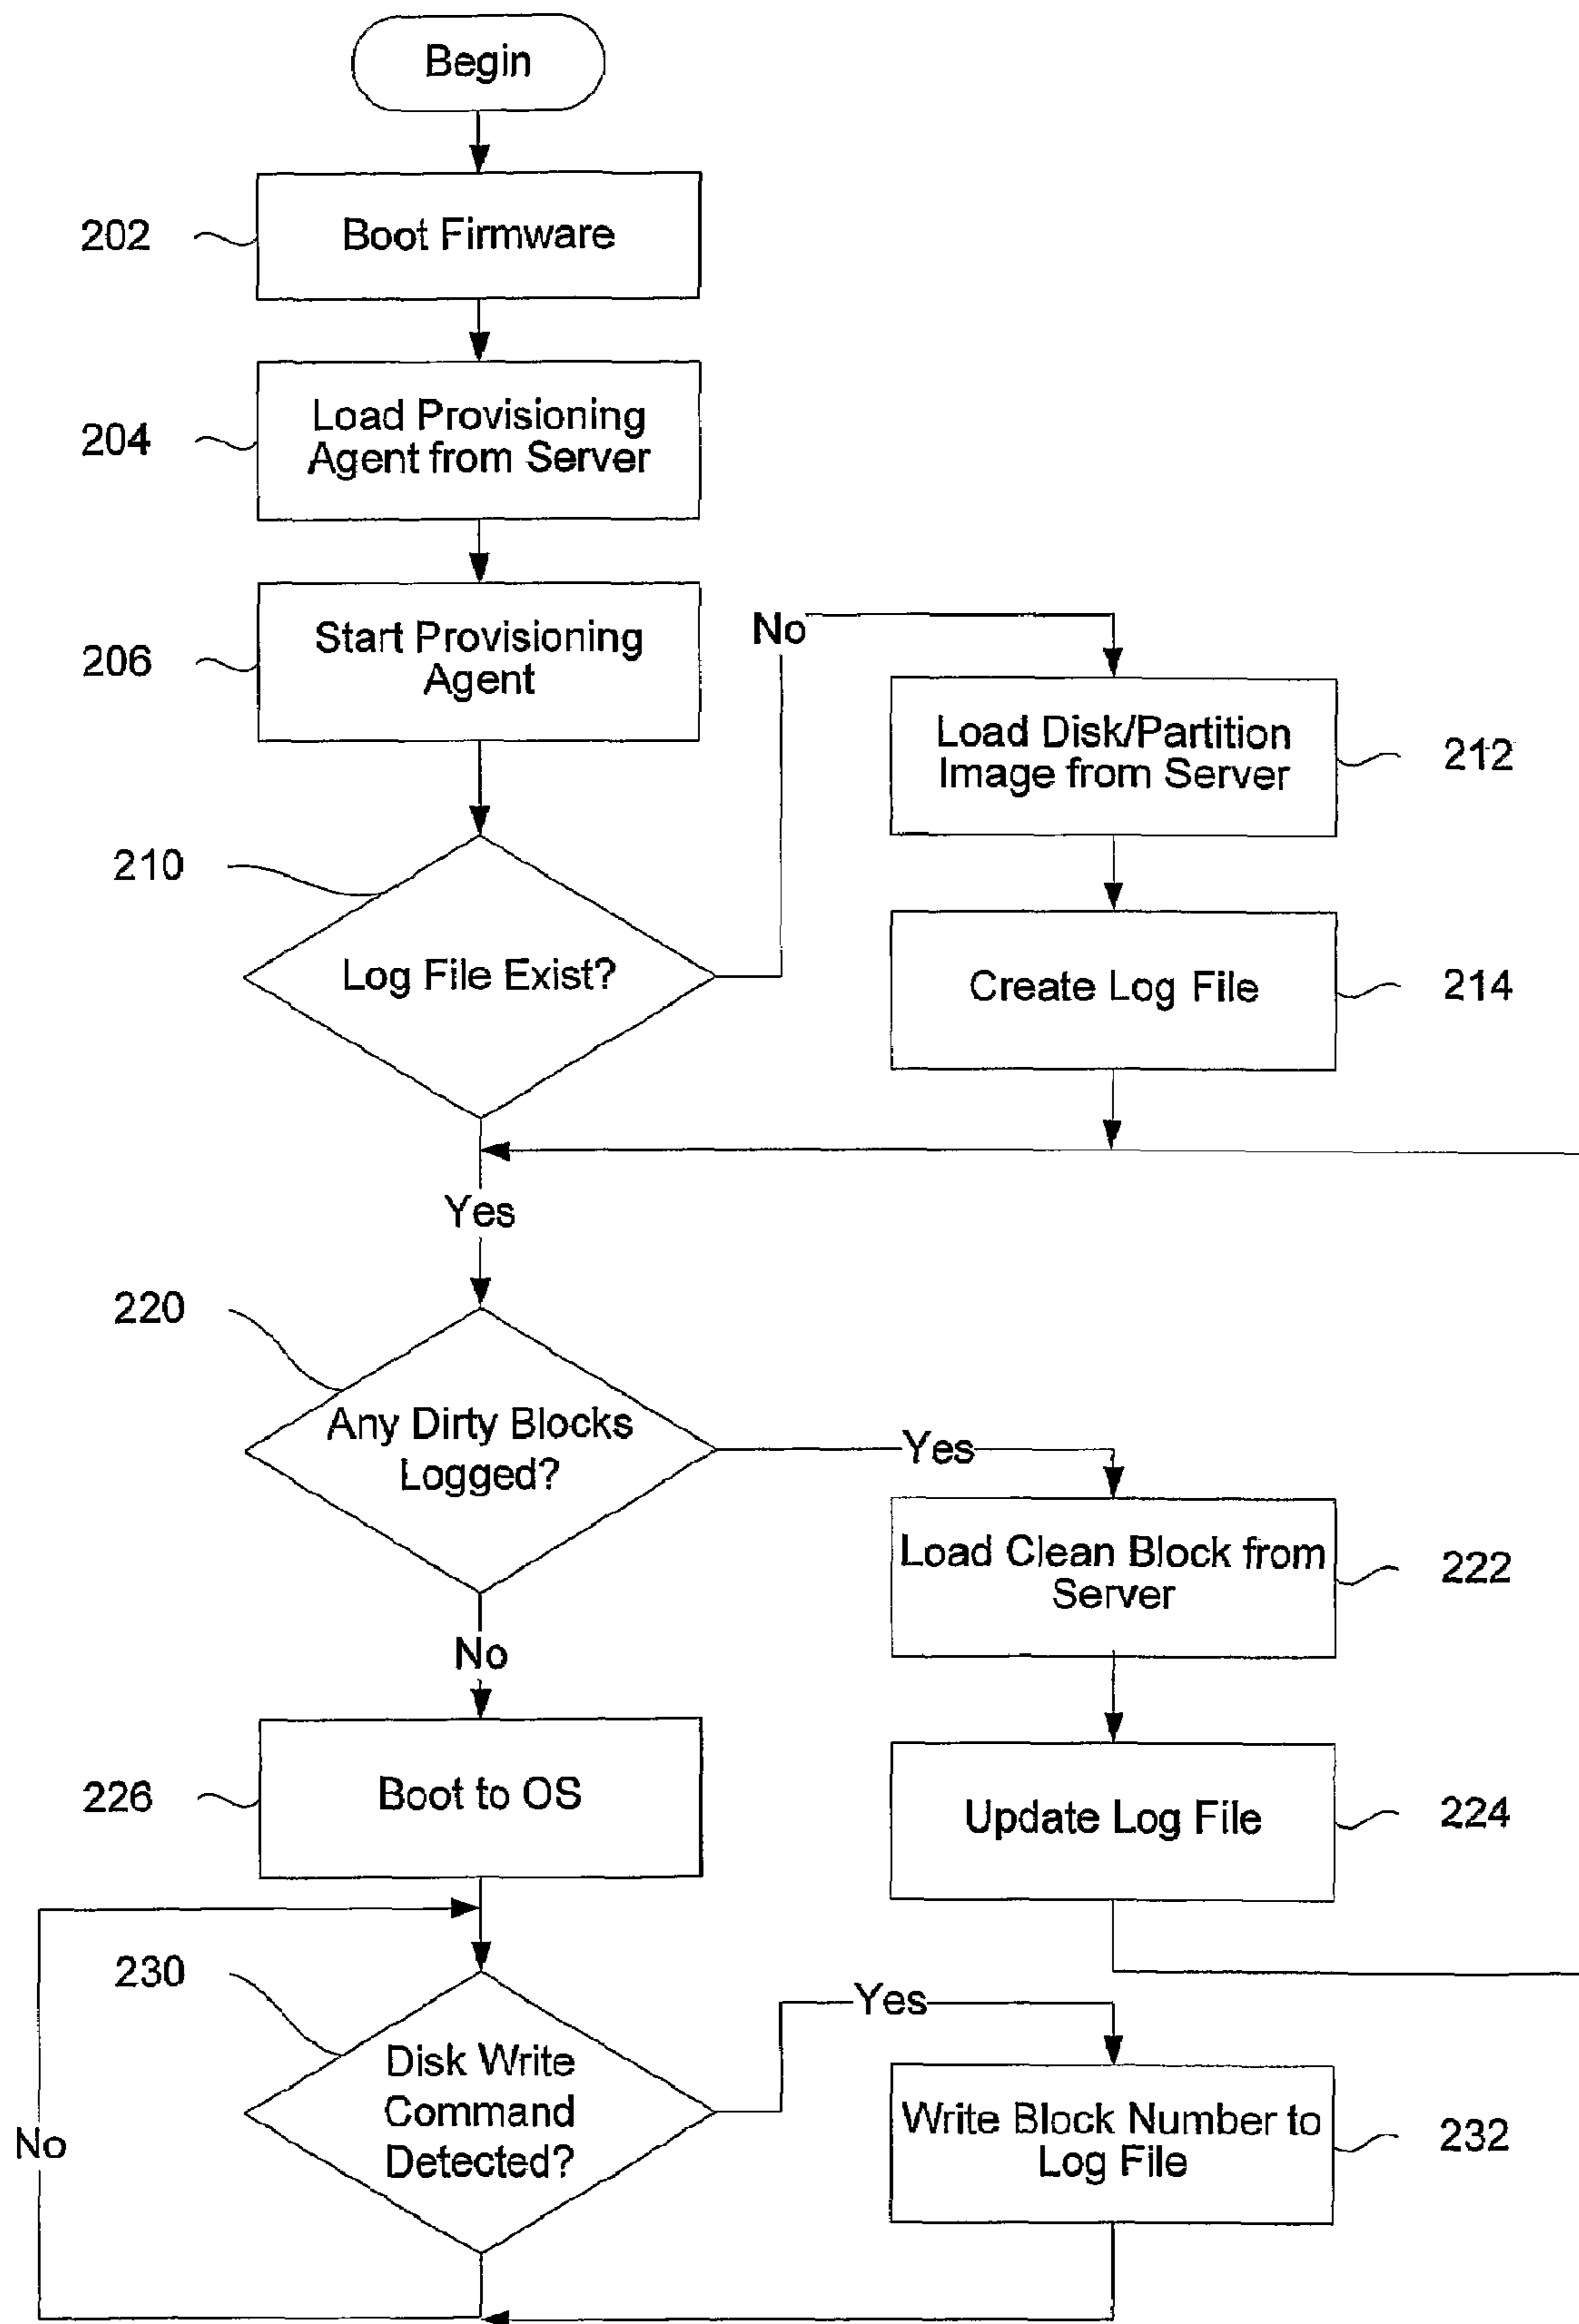 Begin
202
Boot Firmware
204
Load Provisioning
Agent from Server
206
Start Provisioning
Agent
No
Load Disk/Partition
Image from Server
212
210
Log File Exist?
Create Log File
214
Yes
220
Any Dirty Blocks
Logged?
Yes
Load Clean Block from
Server
222
No
226
Boot to OS
Update Log File
224
230
Disk Write
Command
Detected?
Yes
Write Block Number to
Log File
232
No